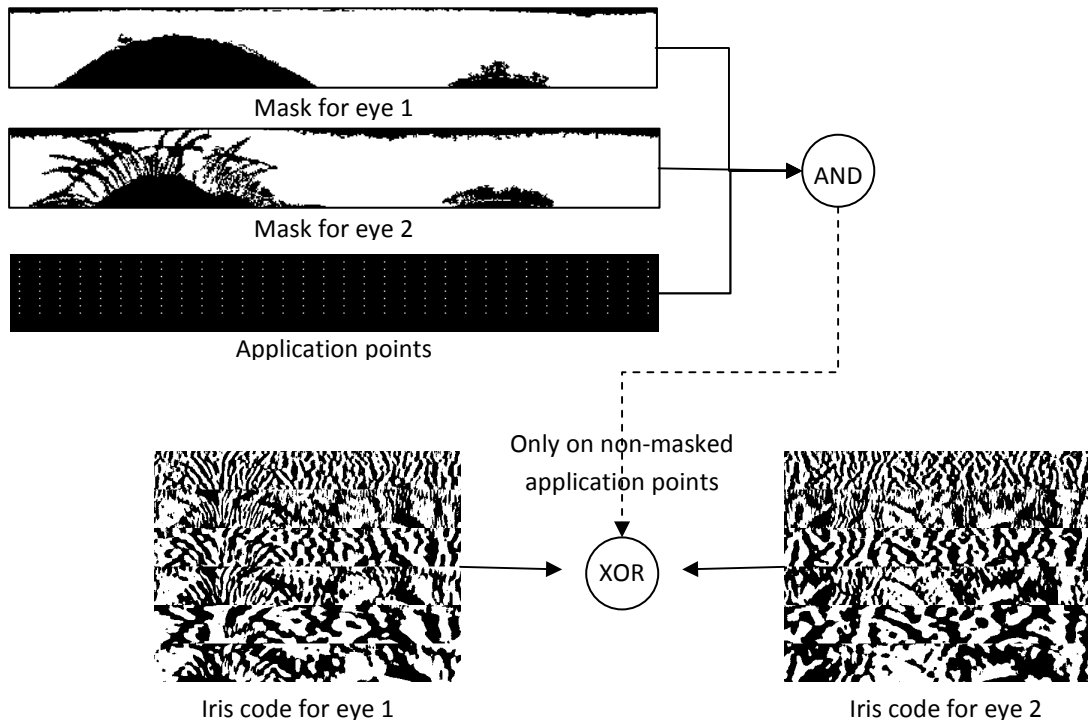 Mask for eye 1
Mask for eye 2
AND
Application points
Only on non-masked
application points
XOR
Iris code for eye 1
Iris code for eye 2